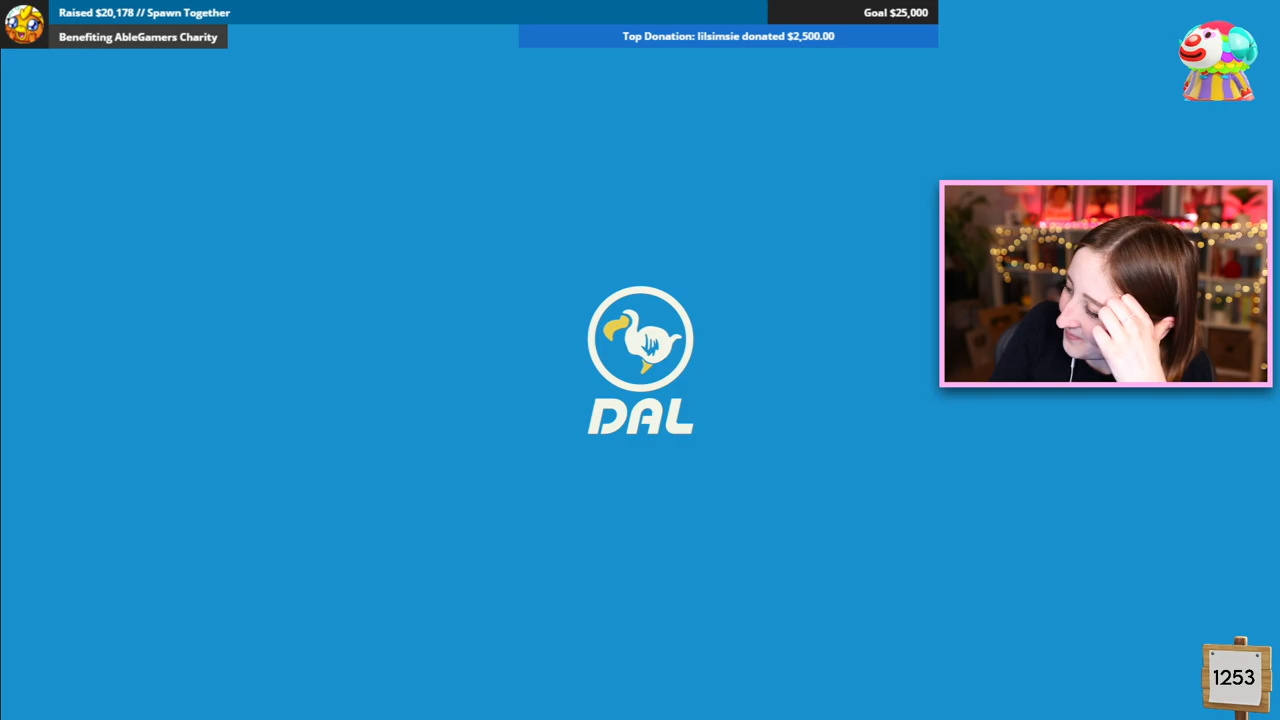 Raised $20,178 // Spawn Together
Goal $25,000
Benefiting AbleGamers Charity
Top Donation: lilsimsie donated $2,500.00
DAL
1253